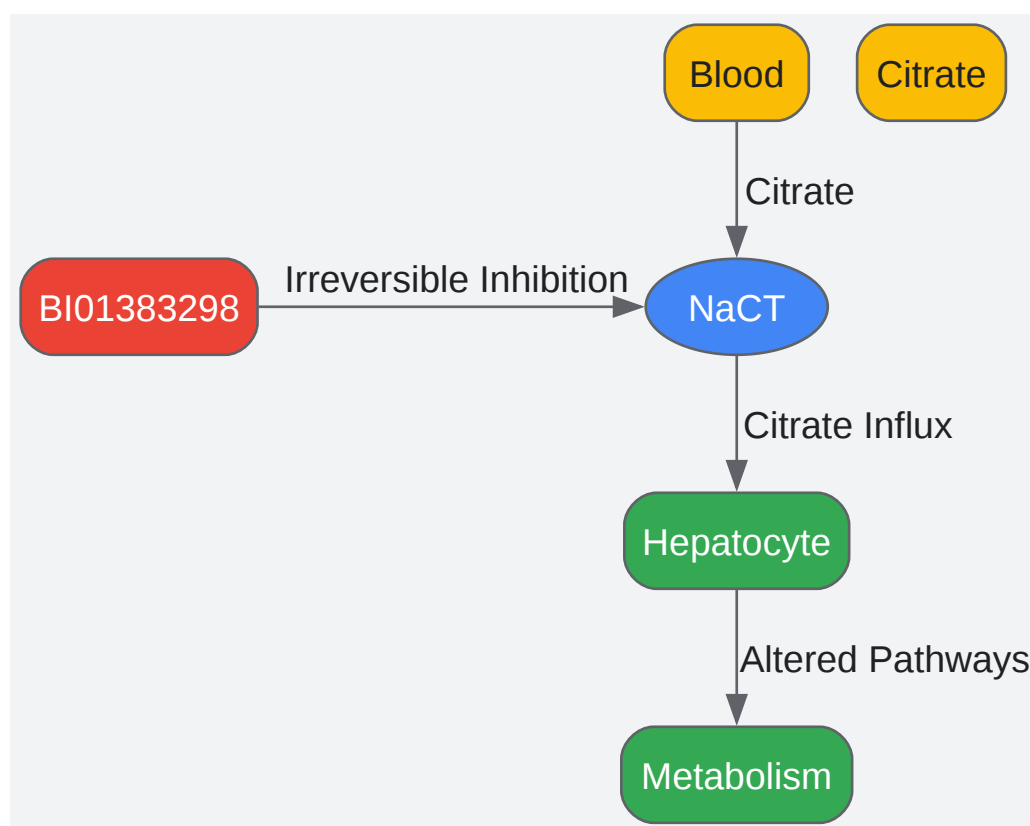 Blood
Citrate
Citrate
Irreversible Inhibition
BI01383298
NaCT
Citrate Influx
Hepatocyte
Altered Pathways
Metabolism